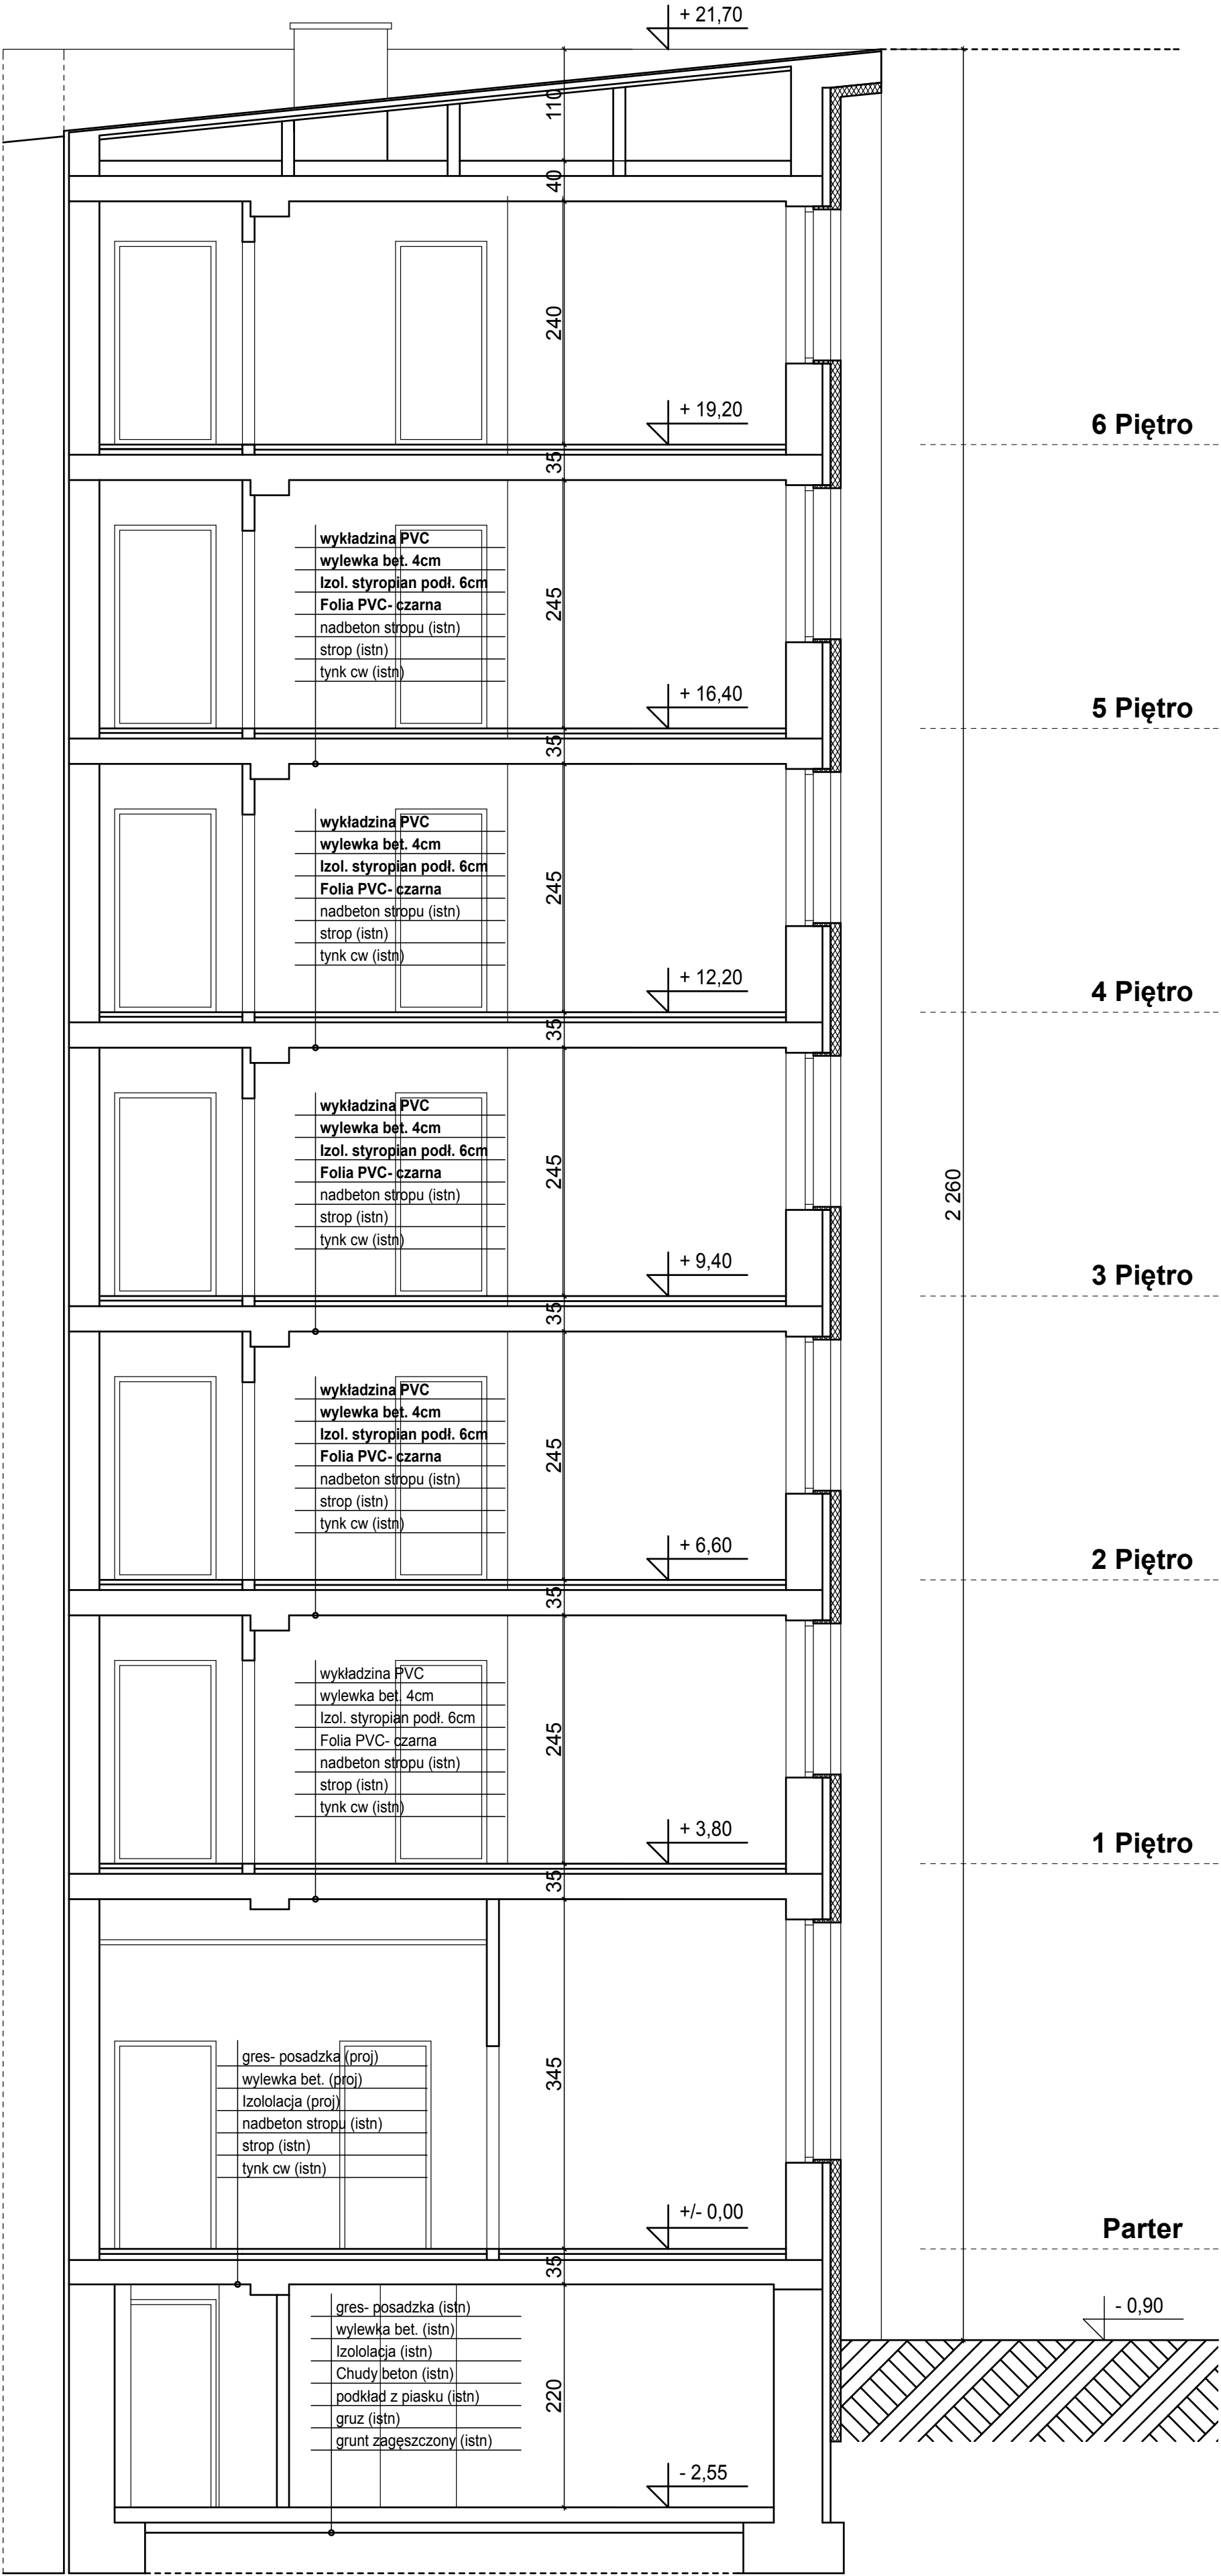 + 21,70
110
40
240
+ 19,20
6 Piętro
35
wykładzina PVC
wylewka bet. 4cm
Izol. styropian podł. 6cm
Folia PVC- czarna
nadbeton stropu (istn)
strop (istn)
tynk cw (istn)
245
+ 16,40
5 Piętro
35
wykładzina PVC
wylewka bet. 4cm
Izol. styropian podł. 6cm
Folia PVC- czarna
nadbeton stropu (istn)
strop (istn)
tynk cw (istn)
245
+ 12,20
4 Piętro
35
wykładzina PVC
wylewka bet. 4cm
Izol. styropian podł. 6cm
Folia PVC- czarna
nadbeton stropu (istn)
strop (istn)
tynk cw (istn)
245
2 260
+ 9,40
3 Piętro
35
wykładzina PVC
wylewka bet. 4cm
Izol. styropian podł. 6cm
Folia PVC- czarna
nadbeton stropu (istn)
strop (istn)
tynk cw (istn)
245
+ 6,60
2 Piętro
35
wykładzina PVC
wylewka bet. 4cm
Izol. styropian podł. 6cm
Folia PVC- czarna
nadbeton stropu (istn)
strop (istn)
tynk cw (istn)
245
+ 3,80
1 Piętro
35
gres- posadzka (proj)
wylewka bet. (proj)
Izololacja (proj)
nadbeton stropu (istn)
strop (istn)
tynk cw (istn)
345
+/- 0,00
Parter
35
- 0,90
gres- posadzka (istn)
wylewka bet. (istn)
Izololacja (istn)
Chudy beton (istn)
podkład z piasku (istn)
gruz (istn)
grunt zagęszczony (istn)
220
- 2,55